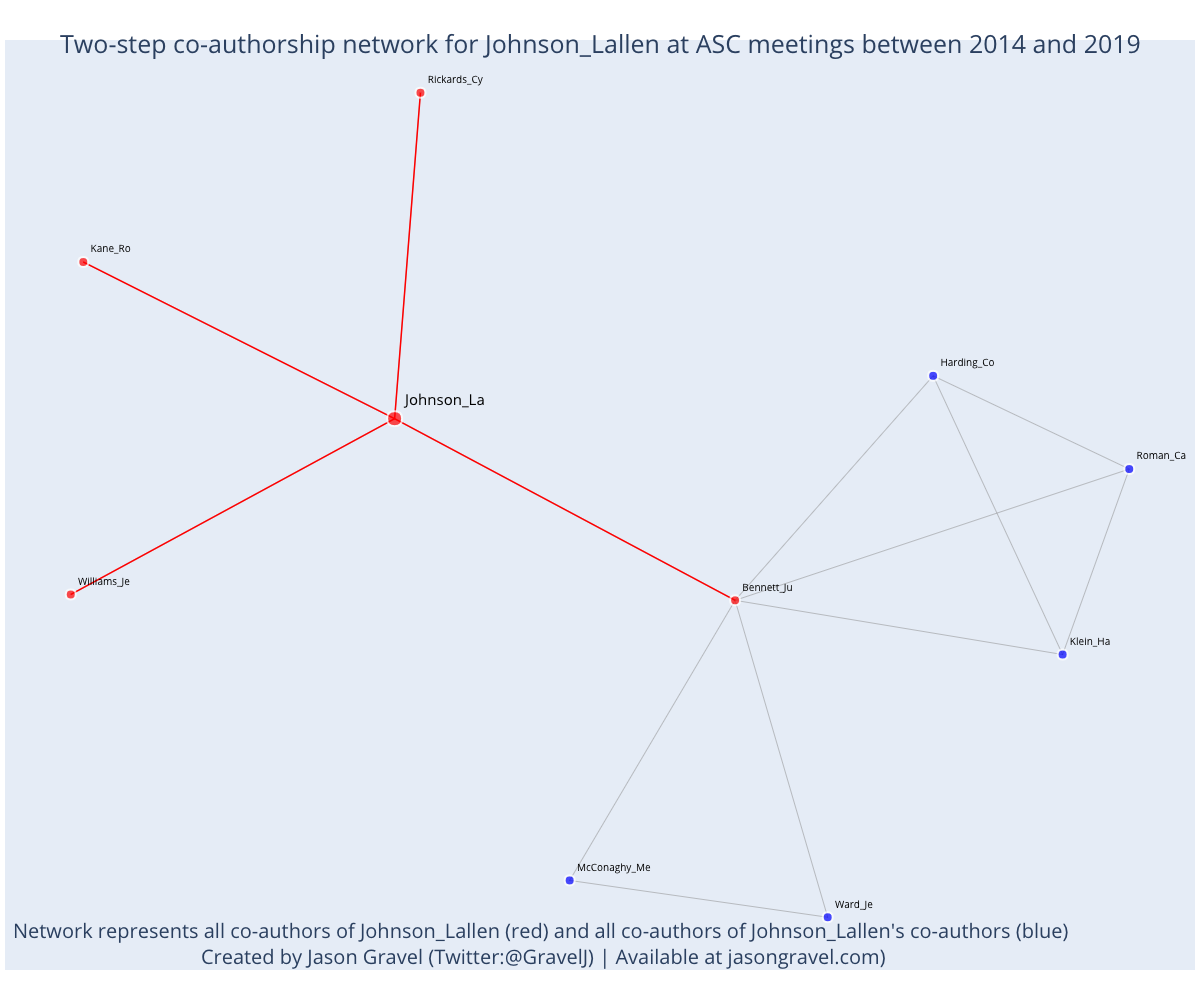 Two-step co-authorship network for Johnson_Lallen at ASC meetings between 2014 and 2019
Rickards_Cy
Kane_Ro
Harding_Co
Johnson_La
Roman_Ca
Williams_Je
Bennett_Ju
Klein_Ha
McConaghy_Me
Ward_Je
Network represents all co-authors of Johnson_Lallen (red) and all co-authors of Johnson_Lallen's co-authors (blue)
Created by Jason Gravel (Twitter:@GravelJ) | Available at jasongravel.com)